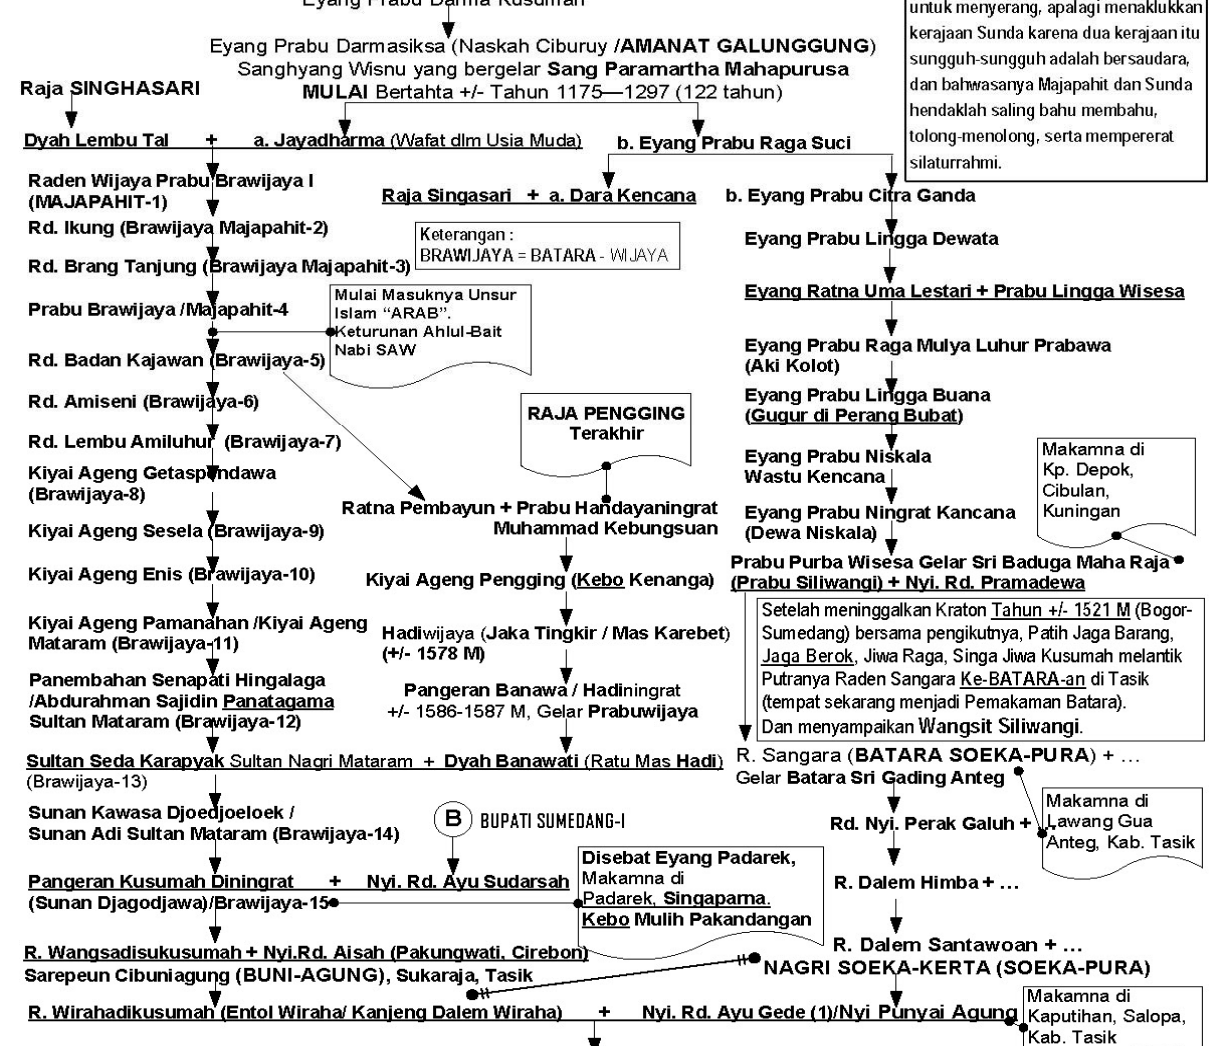 Eyang Prabu Darma Kusumah
untuk menyerang, apalagi menaklukkan
kerajaan Sunda karena dua kerajaan itu
sungguh-sungguh adalah bersaudara,
dan bahwasanya Majapahit dan Sunda
hendaklah saling bahu membahu,
tolong-menolong, serta mempererat
silaturrahmi.
Eyang Prabu Darmasiksa (Naskah Ciburuy /AMANAT GALUNGGUNG)
Sanghyang Wisnu yang bergelar Sang Paramartha Mahapurusa
MULAI Bertahta +/- Tahun 1175—1297 (122 tahun)
Raja SINGHASARI
Dyah Lembu Tal + a. Jayadharma (Wafat dlm Usia Muda)
b. Eyang Prabu Raga Suci
Raden Wijaya Prabu Brawijaya I
(MAJAPAHIT-1)
Raja Singasari + a. Dara Kencana
b. Eyang Prabu Citra Ganda
Rd. Ikung (Brawijaya Majapahit-2)
Keterangan :
BRAWIJAYA = BATARA - WIJAYA
Eyang Prabu Lingga Dewata
Rd. Brang Tanjung (Brawijaya Majapahit-3)
Prabu Brawijaya /Majapahit-4
Mulai Masuknya Unsur
Islam “ARAB”.
Keturunan Ahlul-Bait
Nabi SAW
Eyang Ratna Uma Lestari + Prabu Lingga Wisesa
Rd. Badan Kajawan (Brawijaya-5)
Eyang Prabu Raga Mulya Luhur Prabawa
(Aki Kolot)
Rd. Amiseni (Brawijaya-6)
Eyang Prabu Lingga Buana
(Gugur di Perang Bubat)
RAJA PENGGING
Terakhir
Rd. Lembu Amiluhur (Brawijaya-7)
Kiyai Ageng Getaspendawa
(Brawijaya-8)
Eyang Prabu Niskala
Wastu Kencana
Makamna di
Kp. Depok,
Cibulan,
Kuningan
Ratna Pembayun + Prabu Handayaningrat
Muhammad Kebungsuan
Eyang Prabu Ningrat Kancana
(Dewa Niskala)
Kiyai Ageng Sesela (Brawijaya-9)
Kiyai Ageng Enis (Brawijaya-10)
Kiyai Ageng Pengging (Kebo Kenanga)
Prabu Purba Wisesa Gelar Sri Baduga Maha Raja
(Prabu Siliwangi) + Nyi. Rd. Pramadewa
Kiyai Ageng Pamanahan /Kiyai Ageng
Mataram (Brawijaya-11)
Hadiwijaya (Jaka Tingkir / Mas Karebet)
(+/- 1578 M)
Setelah meninggalkan Kraton Tahun +/- 1521 M (Bogor-
Sumedang) bersama pengikutnya, Patih Jaga Barang,
Jaga Berok, Jiwa Raga, Singa Jiwa Kusumah melantik
Putranya Raden Sangara Ke-BATARA-an di Tasik
(tempat sekarang menjadi Pemakaman Batara).
Dan menyampaikan Wangsit Siliwangi.
Panembahan Senapati Hingalaga
/Abdurahman Sajidin Panatagama
Sultan Mataram (Brawijaya-12)
Pangeran Banawa / Hadiningrat
+/- 1586-1587 M, Gelar Prabuwijaya
Sultan Seda Karapyak Sultan Nagri Mataram + Dyah Banawati (Ratu Mas Hadi)
(Brawijaya-13)
R. Sangara (BATARA SOEKA-PURA) + ...
Gelar Batara Sri Gading Anteg
Sunan Kawasa Djoedjoeloek /
Sunan Adi Sultan Mataram (Brawijaya-14)
B BUPATI SUMEDANG-I
Rd. Nyi. Perak Galuh + ..
Makamna di
Lawang Gua
Anteg, Kab. Tasik
Pangeran Kusumah Diningrat + Nyi. Rd. Ayu Sudarsah
(Sunan Djagodjawa)/Brawijaya-15
Disebat Eyang Padarek,
Makamna di
Padarek, Singaparna.
Kebo Mulih Pakandangan
R. Dalem Himba + ...
R. Wangsadisukusumah + Nyi.Rd. Aisah (Pakungwati, Cirebon)
Sarepeun Cibuniagung (BUNI-AGUNG), Sukaraja, Tasik
R. Dalem Santawoan + ...
NAGRI SOEKA-KERTA (SOEKA-PURA)
R. Wirahadikusumah (Entol Wiraha/ Kanjeng Dalem Wiraha) + Nyi. Rd. Ayu Gede (1)/Nyi Punyai Agung
Makamna di
Kaputihan, Salopa,
Kab. Tasik